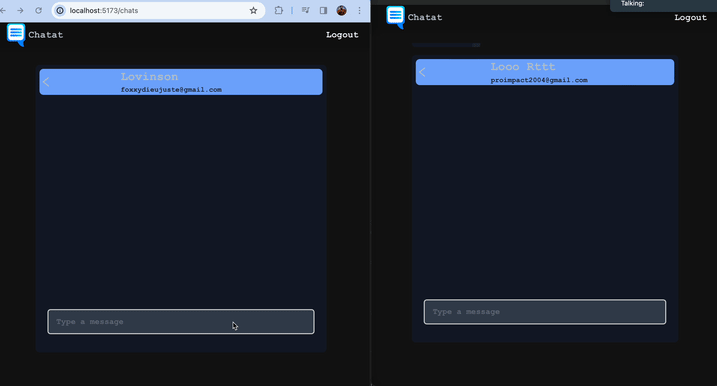 localhost:5173/chats
Talking:
Chatat
Logout
Chatat
Logout
Lovinson
foxxydieujuste@gmail.com
Looo Rttt
proimpact2004@gmail.com
Type a message
Type a message